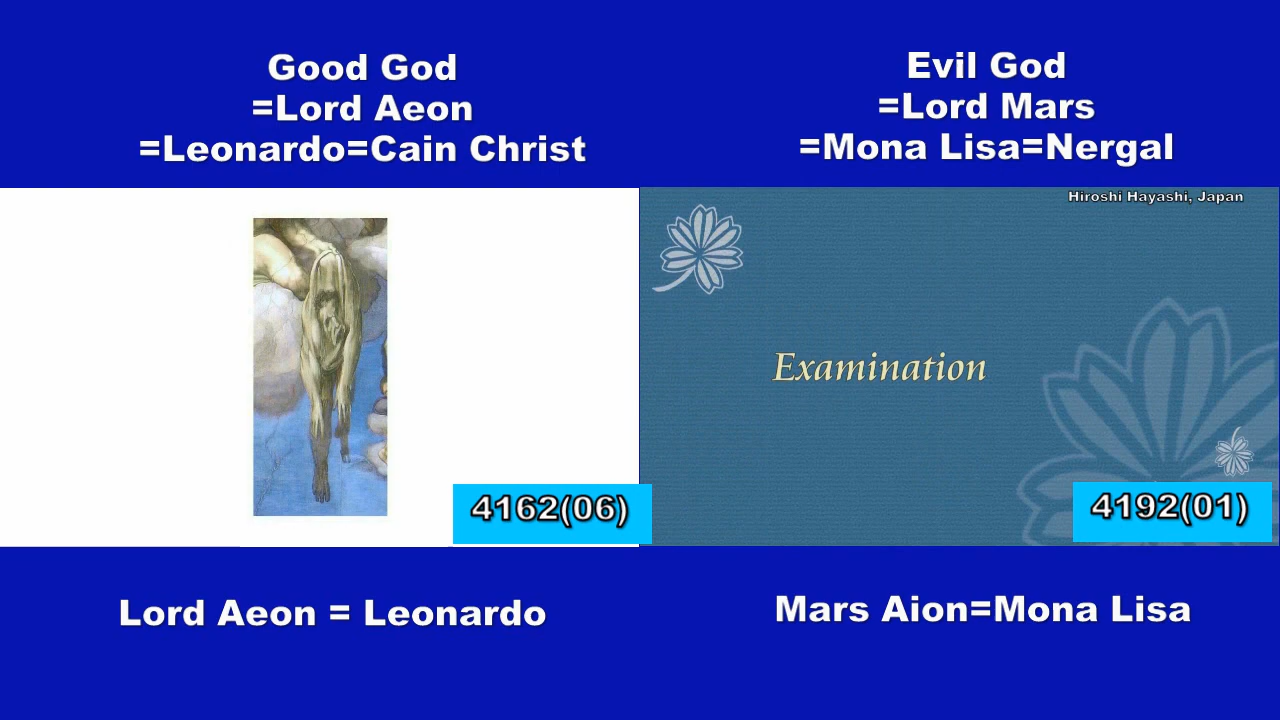 Good God
=Lord Aeon
=Leonardo=Cain Christ
Evil God
=Lord Mars
=Mona Lisa=Nergal
Hiroshi Hayashi, Japan
Examination
4162(06)
4192(01)
Lord Aeon = Leonardo
Mars Aion=Mona Lisa